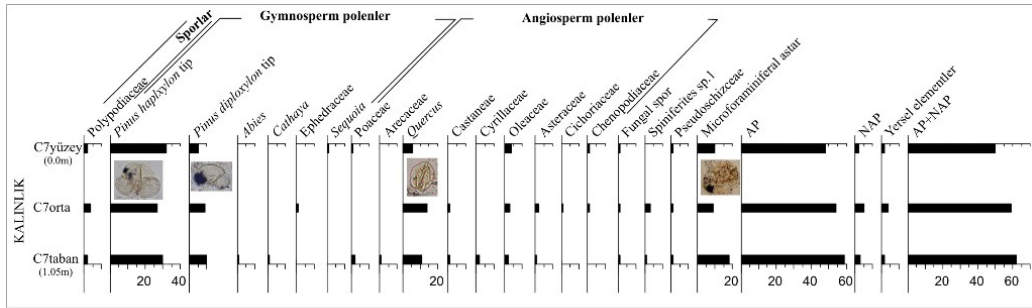 Sporlar
Gymnosperm polenler
Angiosperm polenler
Polypodiaceae
Pinus haplxylon tip
Pinus diploxylon tip
Abies
Cathaya
Ephedraceae
Sequoia
Poaceae
Arecaceae
Quercus
Castaneae
Cyrillaceae
Oleaceae
Asteraceae
Cichoriaceae
Chenopodiaceae
Fungal spor
Spiniferites sp.1
Pseudoschizceae
Microforaminiferal astar
AP
NAP
Yersel elementler
AP+NAP
KALINLIK
C7yüzey
(0.0m)
C7orta
C7taban
(1.05m)
20 40 20 20 20 40 60 20 40 60